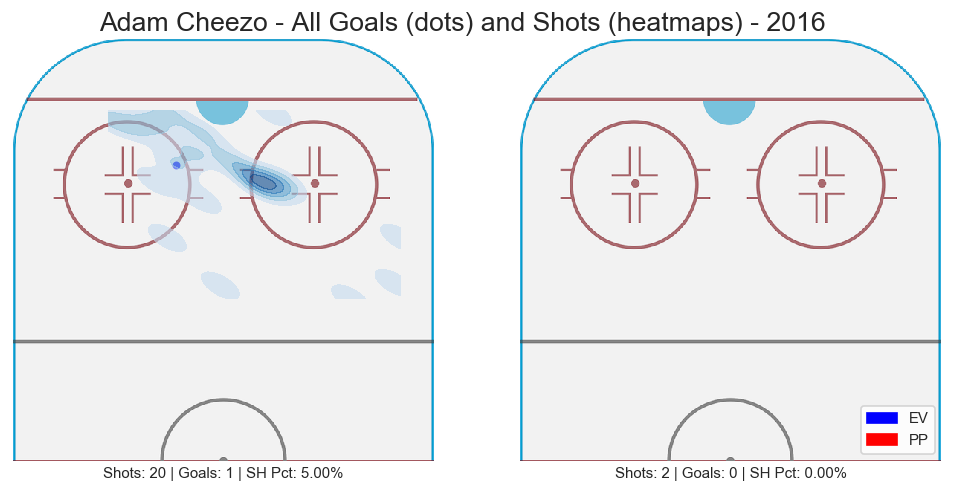 Adam Cheezo - All Goals (dots) and Shots (heatmaps) - 2016
EV
PP
Shots: 20 | Goals: 1 | SH Pct: 5.00%
Shots: 2 | Goals: 0 | SH Pct: 0.00%